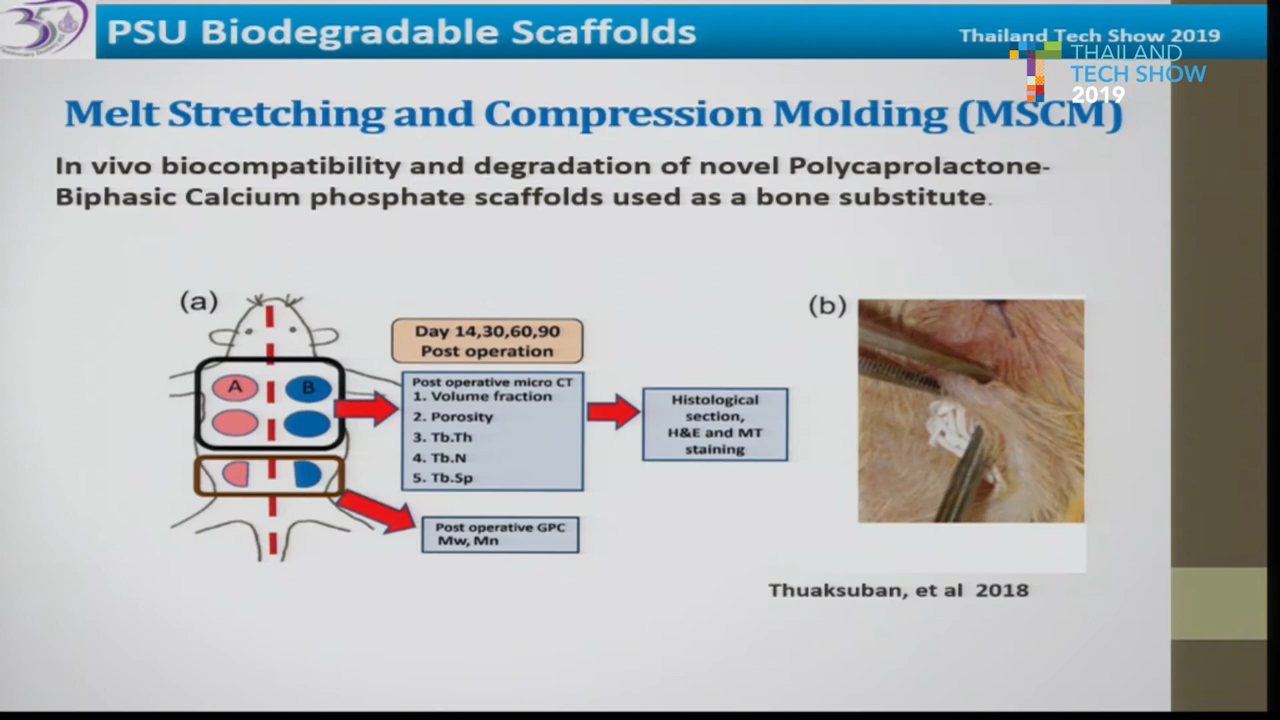 PSU Biodegradable Scaffolds
Thailand Tech Show 2019
THAILAND
TECH SHOW
2019
Melt Stretching and Compression Molding (MSCM)
In vivo biocompatibility and degradation of novel Polycaprolactone-
Biphasic Calcium phosphate scaffolds used as a bone substitute.
(a)
A
B
Day 14,30,60,90
Post operation
Post operative micro CT
1. Volume fraction
2. Porosity
3. Tb.Th
4. Tb.N
5. Tb.Sp
Histological
section,
H&E and MT
staining
Post operative GPC
Mw, Mn
(b)
Thuaksuban, et al 2018